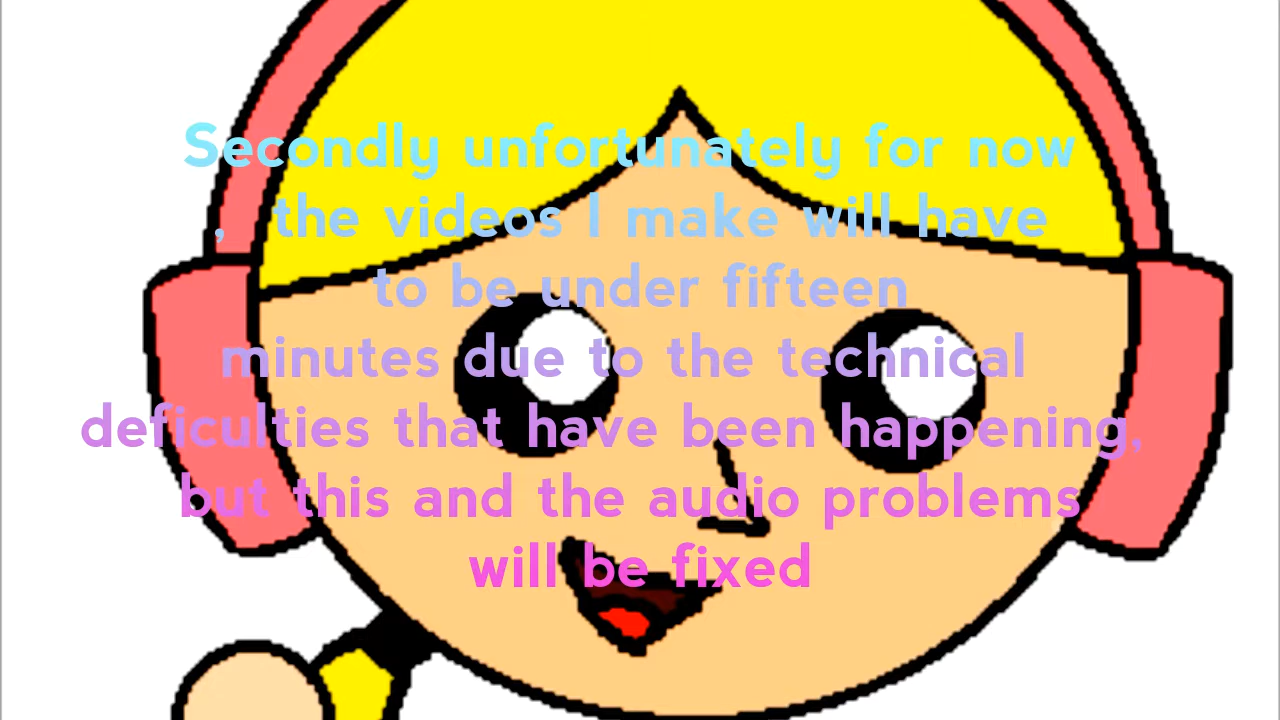 Secondly unfortunately for now
, the videos I make will have
to be under fifteen
minutes due to the technical
deficulties that have been happening,
but this and the audio problems
will be fixed